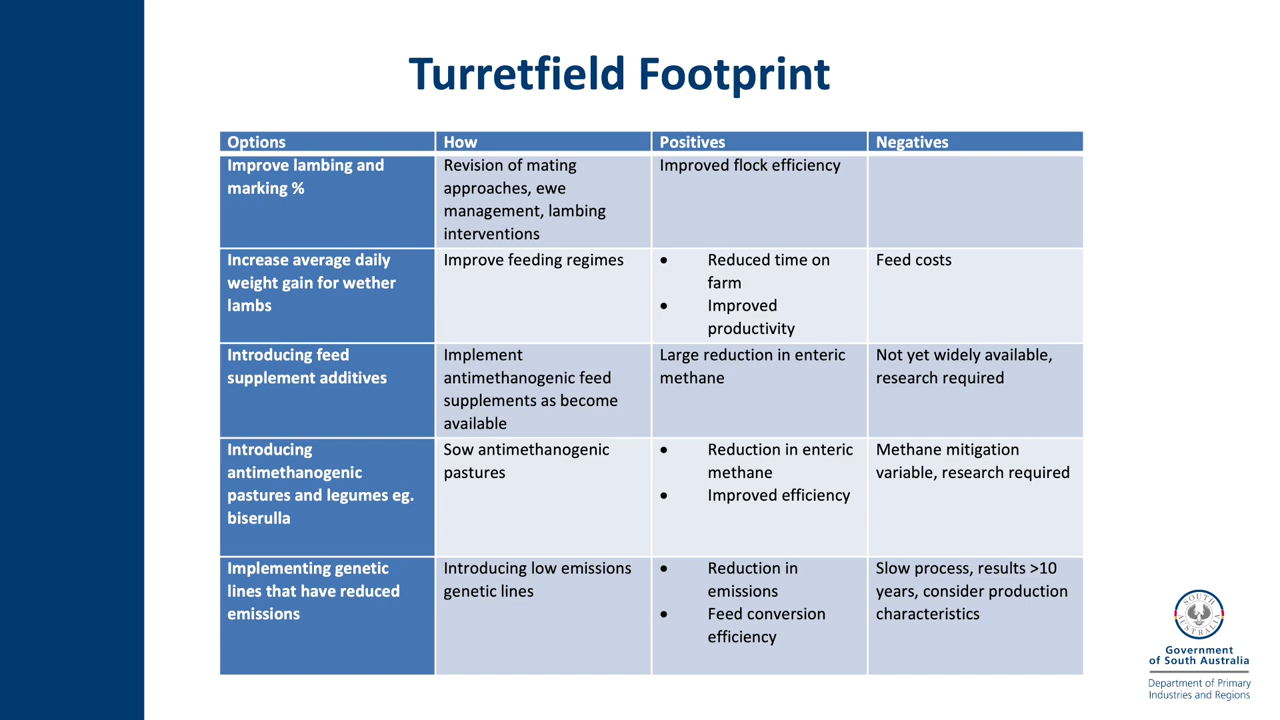 Turretfield Footprint
Options
How
Positives
Negatives
Improve lambing and
marking %
Revision of mating
approaches, ewe
management, lambing
interventions
Improved flock efficiency
Increase average daily
weight gain for wether
lambs
Improve feeding regimes
• Reduced time on
farm
• Improved
productivity
Feed costs
Introducing feed
supplement additives
Implement
antimethanogenic feed
supplements as become
available
Large reduction in enteric
methane
Not yet widely available,
research required
Introducing
antimethanogenic
pastures and legumes eg.
biserulla
Sow antimethanogenic
pastures
• Reduction in enteric
methane
• Improved efficiency
Methane mitigation
variable, research required
Implementing genetic
lines that have reduced
emissions
Introducing low emissions
genetic lines
• Reduction in
emissions
• Feed conversion
efficiency
Slow process, results >10
years, consider production
characteristics
SOUTH
AUSTRALIA
Government
of South Australia
Department of Primary
Industries and Regions